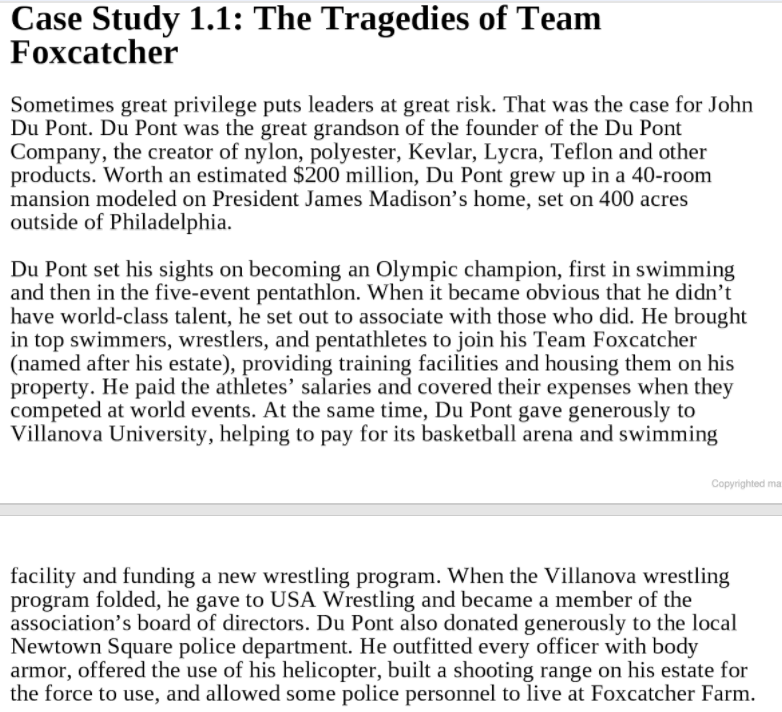 Case Study 1.1: The Tragedies of Team
Foxcatcher
Sometimes great privilege puts leaders at great risk. That was the case for John
Du Pont. Du Pont was the great grandson of the founder of the Du Pont
Company, the creator of nylon, polyester, Kevlar, Lycra, Teflon and other
products. Worth an estimated $200 million, Du Pont grew up in a 40-room
mansion modeled on President James Madison’s home, set on 400 acres
outside of Philadelphia.
Du Pont set his sights on becoming an Olympic champion, first in swimming
and then in the five-event pentathlon. When it became obvious that he didn’t
have world-class talent, he set out to associate with those who did. He brought
in top swimmers, wrestlers, and pentathletes to join his Team Foxcatcher
(named after his estate), providing training facilities and housing them on his
property. He paid the athletes’ salaries and covered their expenses when they
competed at world events. At the same time, Du Pont gave generously to
Villanova University, helping to pay for its basketball arena and swimming
Copyrighted ma
facility and funding a new wrestling program. When the Villanova wrestling
program folded, he gave to USA Wrestling and became a member of the
association’s board of directors. Du Pont also donated generously to the local
Newtown Square police department. He outfitted every officer with body
armor, offered the use of his helicopter, built a shooting range on his estate for
the force to use, and allowed some police personnel to live at Foxcatcher Farm.